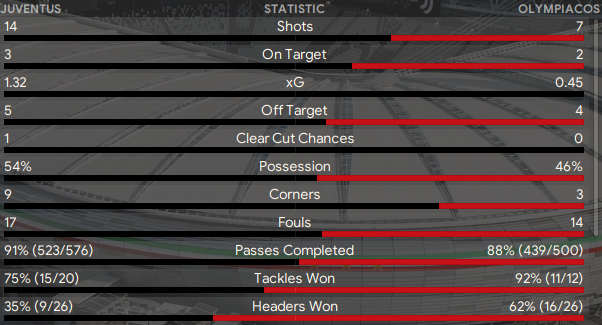 JUVENTUS STATISTIC OLYMPIACOS
14 Shots 7
3 On Target 2
1.32 xG 0.45
5 Off Target 4
1 Clear Cut Chances 0
54% Possession 46%
9 Corners 3
17 Fouls 14
91% (523/576) Passes Completed 88% (439/500)
75% (15/20) Tackles Won 92% (11/12)
35% (9/26) Headers Won 62% (16/26)